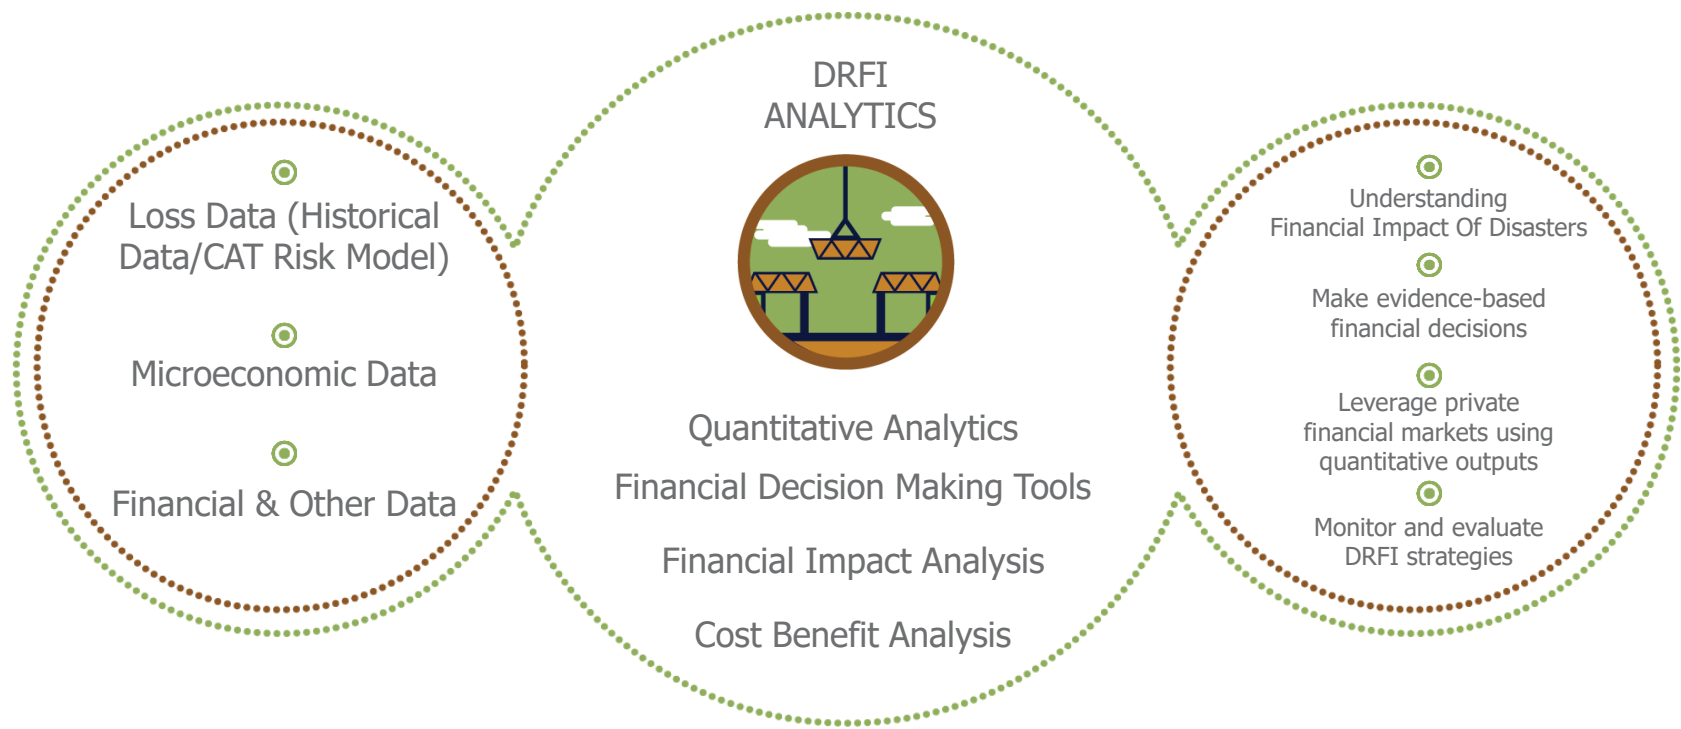 Loss Data (Historical
Data/CAT Risk Model)
Microeconomic Data
Financial & Other Data
DRFI
ANALYTICS
Quantitative Analytics
Financial Decision Making Tools
Financial Impact Analysis
Cost Benefit Analysis
Understanding
Financial Impact Of Disasters
Make evidence-based
financial decisions
Leverage private
financial markets using
quantitative outputs
Monitor and evaluate
DRFI strategies